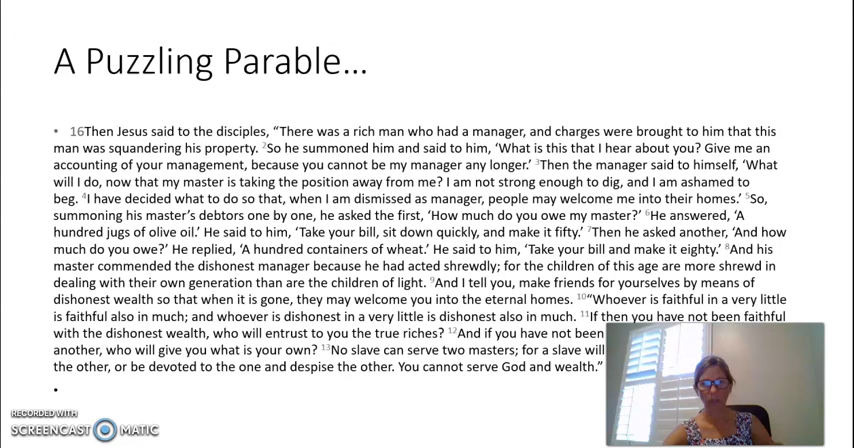 A Puzzling Parable...
• 16Then Jesus said to the disciples, “There was a rich man who had a manager, and charges were brought to him that this
man was squandering his property. 2So he summoned him and said to him, ‘What is this that I hear about you? Give me an
accounting of your management, because you cannot be my manager any longer.’ 3Then the manager said to himself, ‘What
will I do, now that my master is taking the position away from me? I am not strong enough to dig, and I am ashamed to
beg. 4I have decided what to do so that, when I am dismissed as manager, people may welcome me into their homes.’ 5So,
summoning his master’s debtors one by one, he asked the first, ‘How much do you owe my master?’ 6He answered, ‘A
hundred jugs of olive oil.’ He said to him, ‘Take your bill, sit down quickly, and make it fifty.’ 7Then he asked another, ‘And how
much do you owe?’ He replied, ‘A hundred containers of wheat.’ He said to him, ‘Take your bill and make it eighty.’ 8And his
master commended the dishonest manager because he had acted shrewdly; for the children of this age are more shrewd in
dealing with their own generation than are the children of light. 9And I tell you, make friends for yourselves by means of
dishonest wealth so that when it is gone, they may welcome you into the eternal homes. 10“Whoever is faithful in a very little
is faithful also in much; and whoever is dishonest in a very little is dishonest also in much. 11If then you have not been faithful
with the dishonest wealth, who will entrust to you the true riches? 12And if you have not been
another, who will give you what is your own? 13No slave can serve two masters; for a slave will
the other, or be devoted to the one and despise the other. You cannot serve God and wealth.”
•
RECORDED WITH
SCREENCAST MATIC